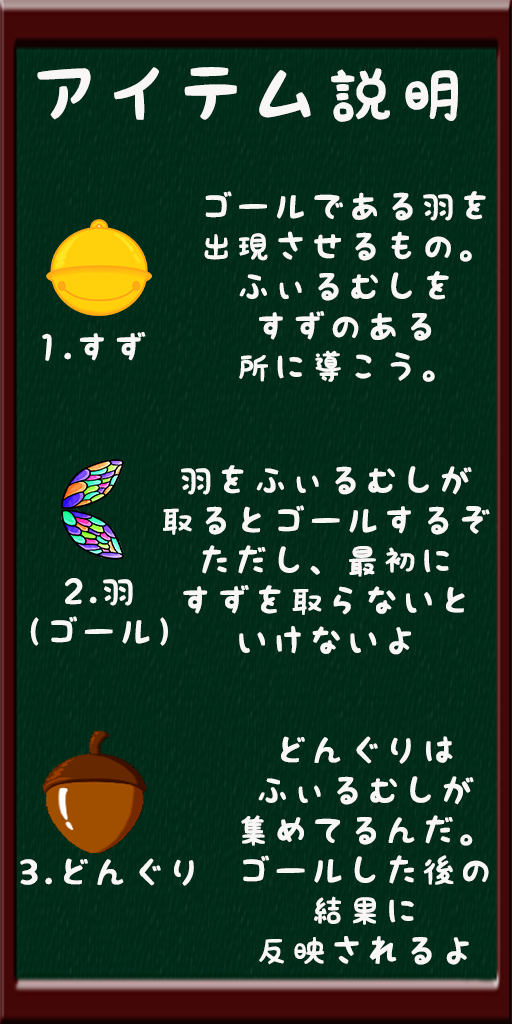 アイテム説明
ゴールである羽を
出現させるもの。
ふぃるむしを
すずのある
所に導こう。
1.すず
羽をふぃるむしが
取るとゴールするぞ
ただし、最初に
すずを取らないと
いけないよ
2.羽
(ゴール)
どんぐりは
ふぃるむしが
集めてるんだ。
ゴールした後の
結果に
反映されるよ
3.どんぐり